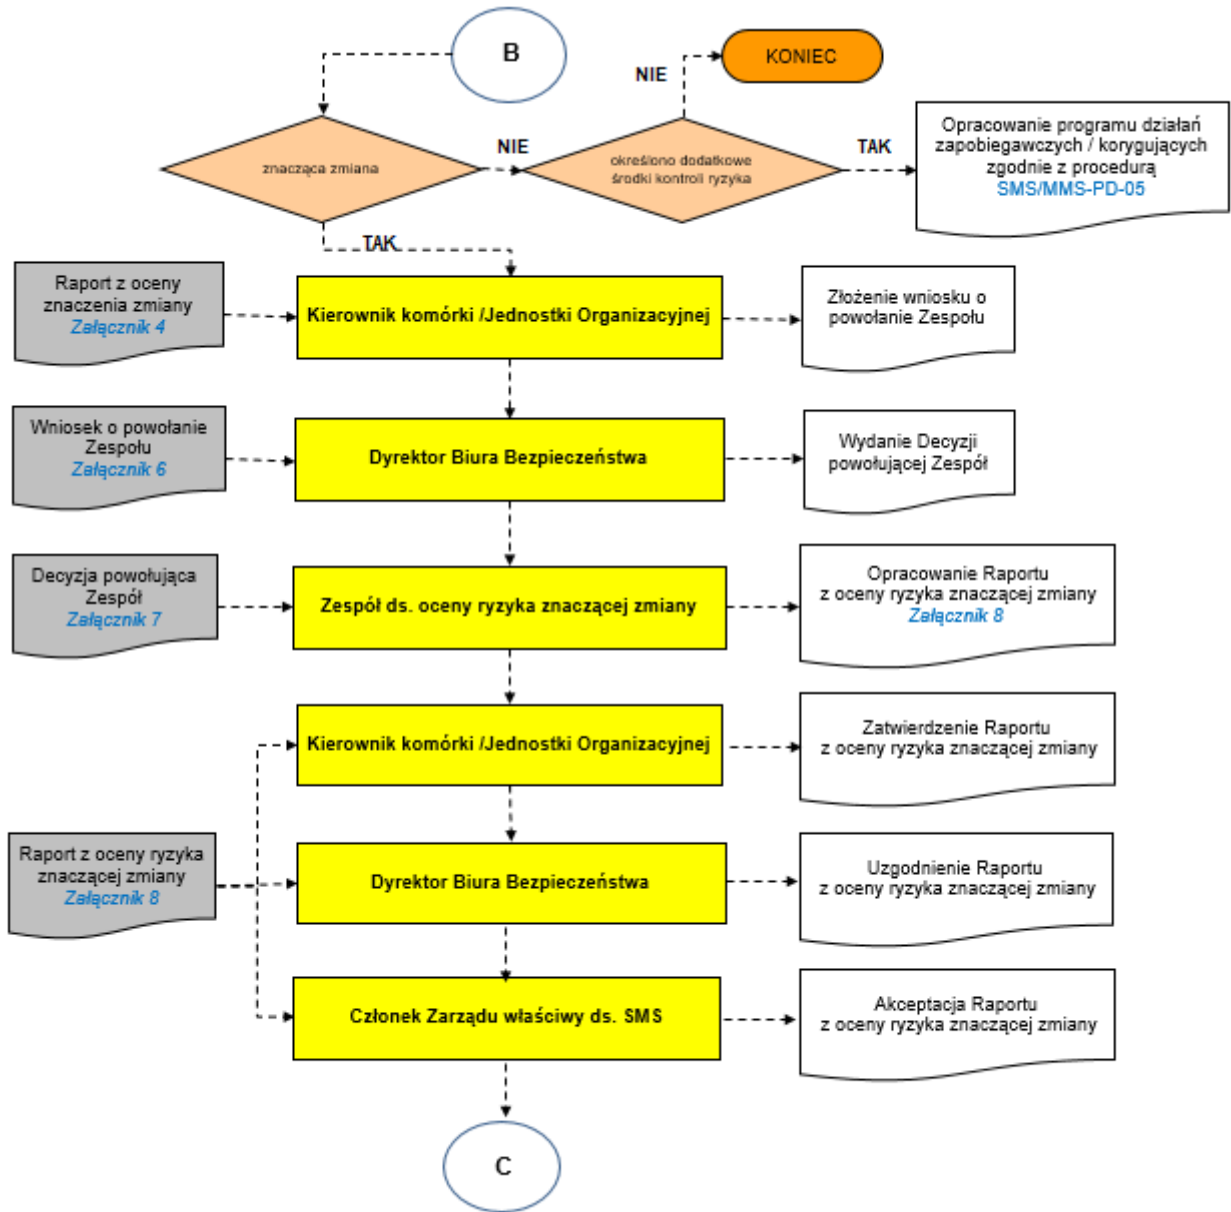 B
KONIEC
NIE
znacząca zmiana
NIE
określono dodatkowe
środki kontroli ryzyka
TAK
Opracowanie programu działań
zapobiegawczych / korygujących
zgodnie z procedurą
SMS/MMS-PD-05
TAK
Raport z oceny
znaczenia zmiany
Załącznik 4
Kierownik komórki /Jednostki Organizacyjnej
Złożenie wniosku o
powołanie Zespołu
Wniosek o powołanie
Zespołu
Załącznik 6
Dyrektor Biura Bezpieczeństwa
Wydanie Decyzji
powołującej Zespół
Decyzja powołująca
Zespół
Załącznik 7
Zespół ds. oceny ryzyka znaczącej zmiany
Opracowanie Raportu
z oceny ryzyka znaczącej zmiany
Załącznik 8
Kierownik komórki /Jednostki Organizacyjnej
Zatwierdzenie Raportu
z oceny ryzyka znaczącej zmiany
Raport z oceny ryzyka
znaczącej zmiany
Załącznik 8
Dyrektor Biura Bezpieczeństwa
Uzgodnienie Raportu
z oceny ryzyka znaczącej zmiany
Członek Zarządu właściwy ds. SMS
Akceptacja Raportu
z oceny ryzyka znaczącej zmiany
C